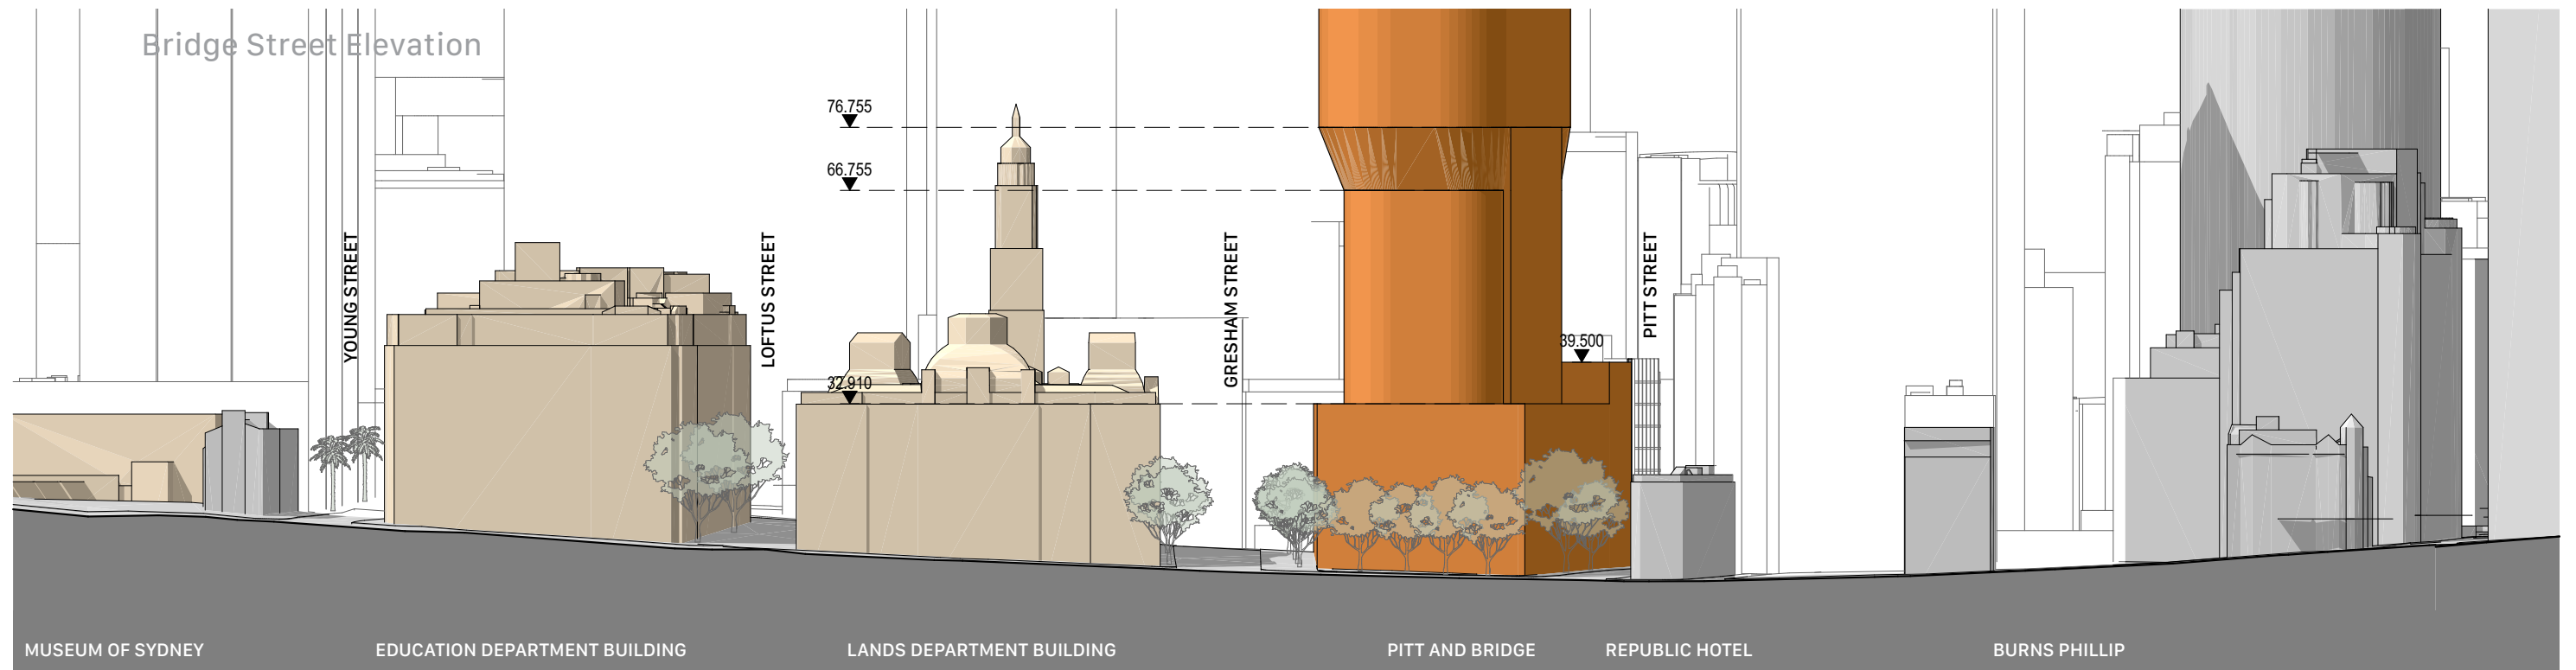 Bridge Street Elevation
76.755
66.755
YOUNG STREET
LOFTUS STREET
GRESHAM STREET
PITT STREET
39.500
32.910
MUSEUM OF SYDNEY
EDUCATION DEPARTMENT BUILDING
LANDS DEPARTMENT BUILDING
PITT AND BRIDGE
REPUBLIC HOTEL
BURNS PHILLIP